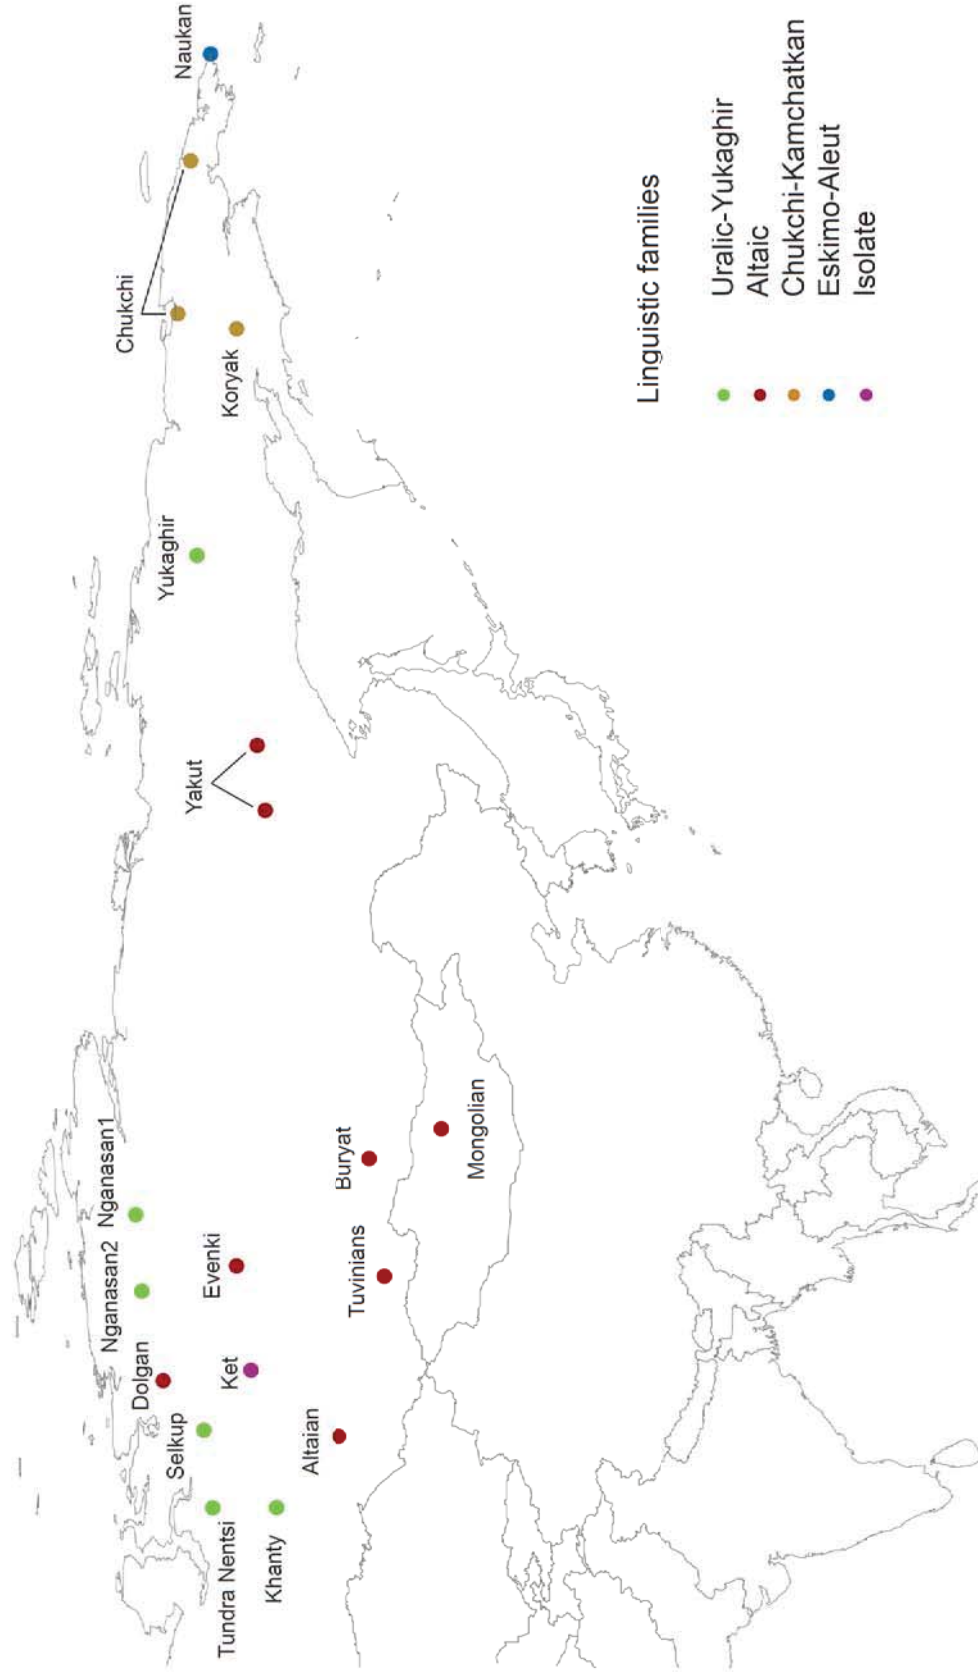 Naukan
Chukchi
Koryak
Yukaghir
Yakut
Nganasan1
Nganasan2
Dolgan
Selkup
Tundra Nentsi
Khanty
Ket
Evenki
Altaian
Tuvinians
Buryat
Mongolian
Linguistic families
Uralic-Yukaghir
Altaic
Chukchi-Kamchatkan
Eskimo-Aleut
Isolate